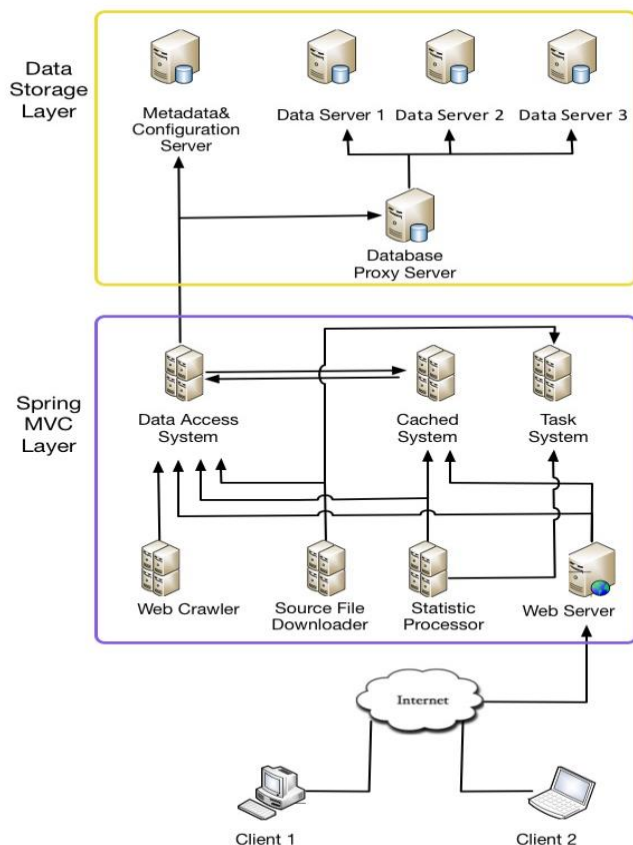 Data
Storage
Layer
Metadata&
Configuration
Server
Data Server 1
Data Server 2
Data Server 3
Database
Proxy Server
Spring
MVC
Layer
Data Access
System
Cached
System
Task
System
Web Crawler
Source File
Downloader
Statistic
Processor
Web Server
Internet
Client 1
Client 2